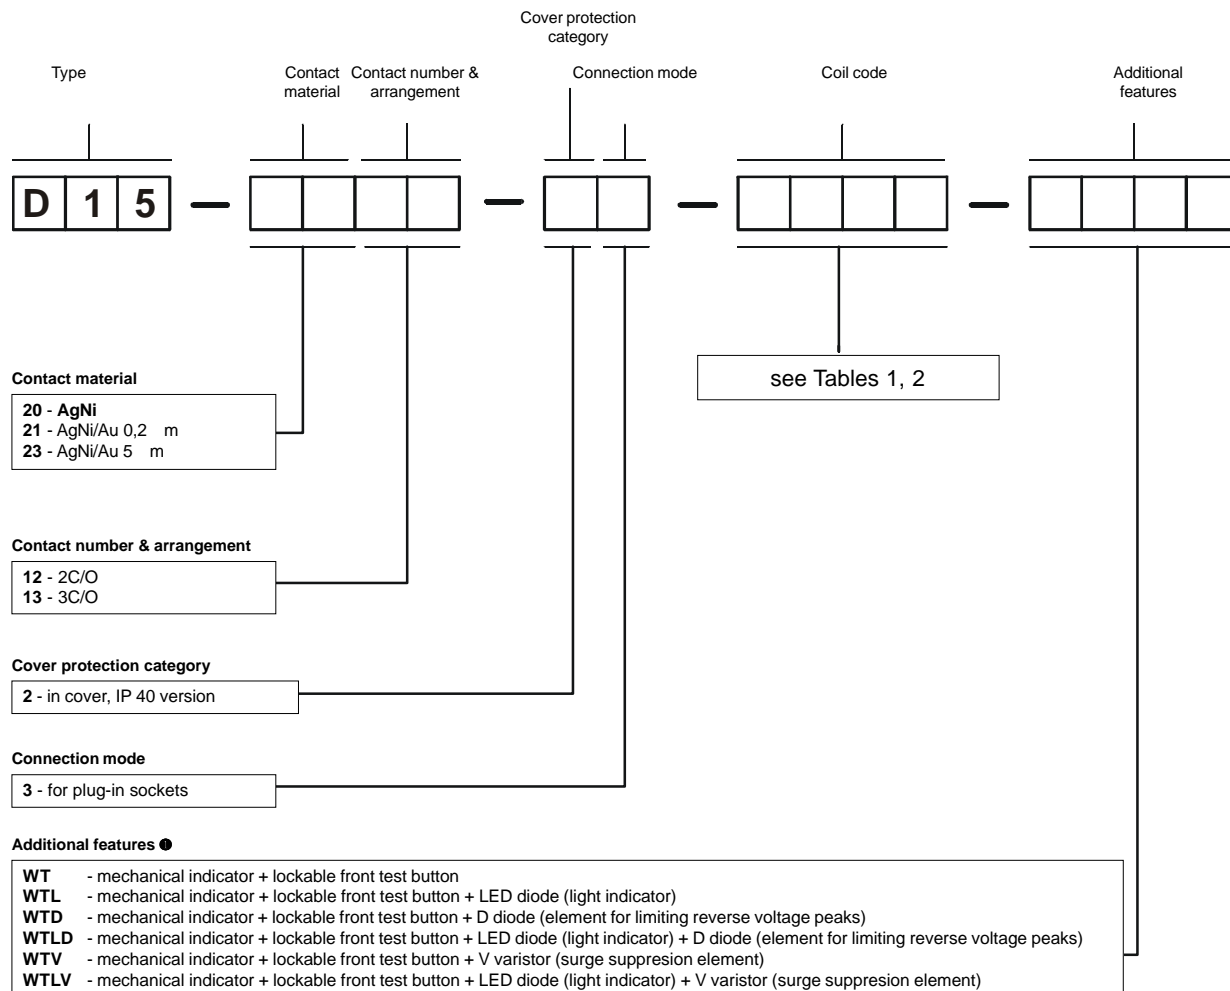 Cover protection
category
Type
Contact
material
Contact number &
arrangement
Connection mode
Coil code
Additional
features
D 1 5
see Tables 1, 2
Contact material
20 - AgNi
21 - AgNi/Au 0,2 m
23 - AgNi/Au 5 m
Contact number & arrangement
12 - 2C/O
13 - 3C/O
Cover protection category
2 - in cover, IP 40 version
Connection mode
3 - for plug-in sockets
Additional features ❶
WT - mechanical indicator + lockable front test button
WTL - mechanical indicator + lockable front test button + LED diode (light indicator)
WTD - mechanical indicator + lockable front test button + D diode (element for limiting reverse voltage peaks)
WTLD - mechanical indicator + lockable front test button + LED diode (light indicator) + D diode (element for limiting reverse voltage peaks)
WTV - mechanical indicator + lockable front test button + V varistor (surge suppresion element)
WTLV - mechanical indicator + lockable front test button + LED diode (light indicator) + V varistor (surge suppresion element)